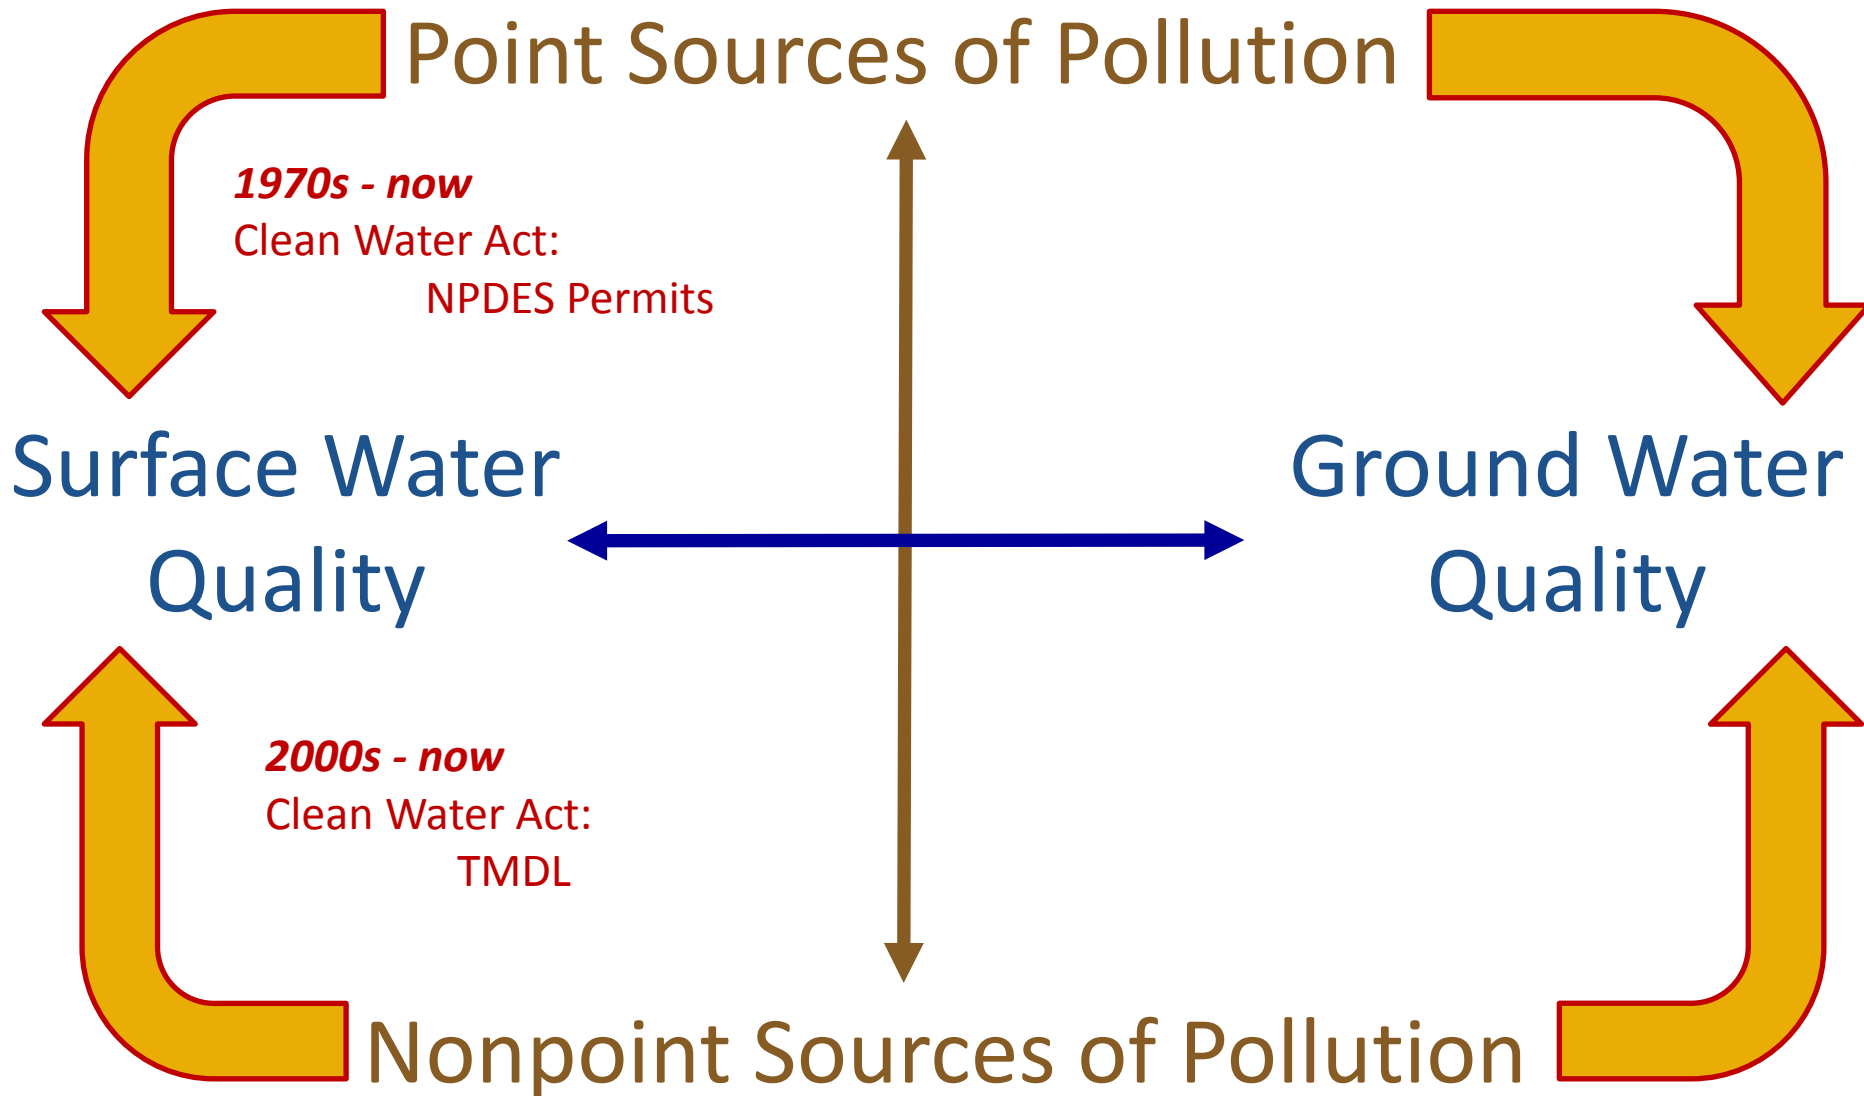 Point Sources of Pollution
1970s - now
Clean Water Act:
NPDES Permits
Surface Water
Quality
Ground Water
Quality
2000s - now
Clean Water Act:
TMDL
Nonpoint Sources of Pollution